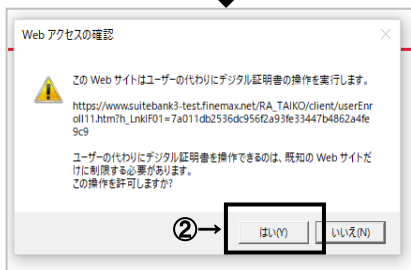 Web アクセスの確認
この Web サイトはユーザーの代わりにデジタル証明書の操作を実行します。
https://www.suitebank3-test.finemax.net/RA_TAIKO/client/userEnr
oll11.htm?h_LnkIF01=7a011db2536dc956f2a93fe33447b4862a4fe
9c9
ユーザーの代わりにデジタル証明書を操作できるのは、既知の Web サイトだ
けに制限する必要があります。
この操作を許可しますか?
②→ はい(Y) いいえ(N)